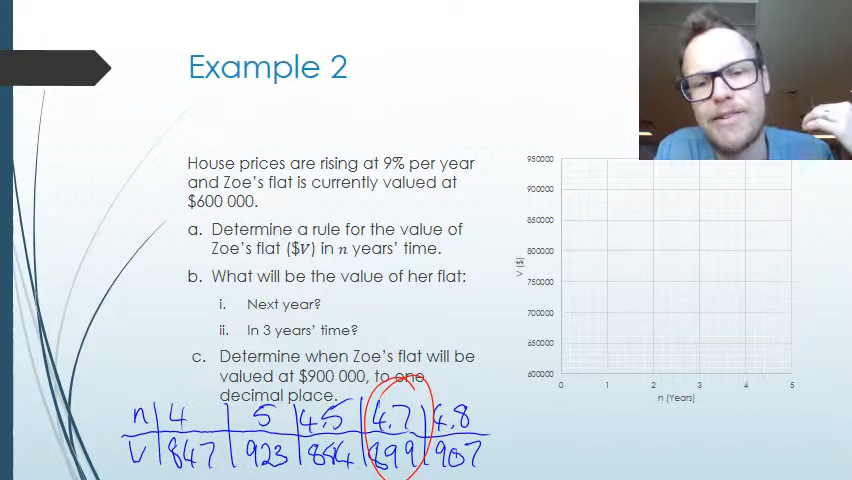 Example 2
House prices are rising at 9% per year
and Zoe's flat is currently valued at
$600 000.
a. Determine a rule for the value of
Zoe's flat ($V) in n years' time.
b. What will be the value of her flat:
i. Next year?
ii. In 3 years' time?
c. Determine when Zoe's flat will be
valued at $900 000, to one
decimal place.
n 4 5 4.5 4.7 4.8
V 847 923 884 899 907
950000
900000
850000
800000
750000
700000
650000
600000
V ($)
0 1 2 3 4 5
n (Years)